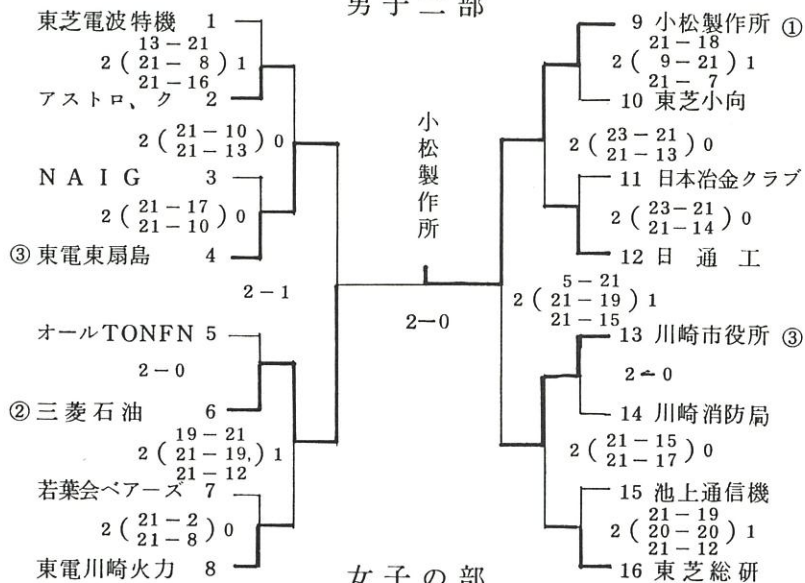 男子二部
東芝電波特機 1
13-21
2 ( 21- 8 ) 1
21-16
アストロ、ク 2
2 ( 21-10 ) 0
21-13
NAIG 3
2 ( 21-17 ) 0
21-10
③ 東電東扇島 4
2-1
オールTONFN 5
2-0
② 三菱石油 6
19-21
2 ( 21-19, ) 1
21-12
若葉会ベアーズ 7
2 ( 21-2 ) 0
21-8
東電川崎火力 8
小松製作所
2-0
9 小松製作所 ①
21-18
2 ( 9-21 ) 1
21- 7
10 東芝小向
2 ( 23-21 ) 0
21-13
11 日本冶金クラブ
2 ( 23-21 ) 0
21-14
12 日通工
5-21
2 ( 21-19 ) 1
21-15
13 川崎市役所 ③
2-0
14 川崎消防局
2 ( 21-15 ) 0
21-17
15 池上通信機
21-19
2 ( 20-20 ) 1
21-12
16 東芝総研
女子の部